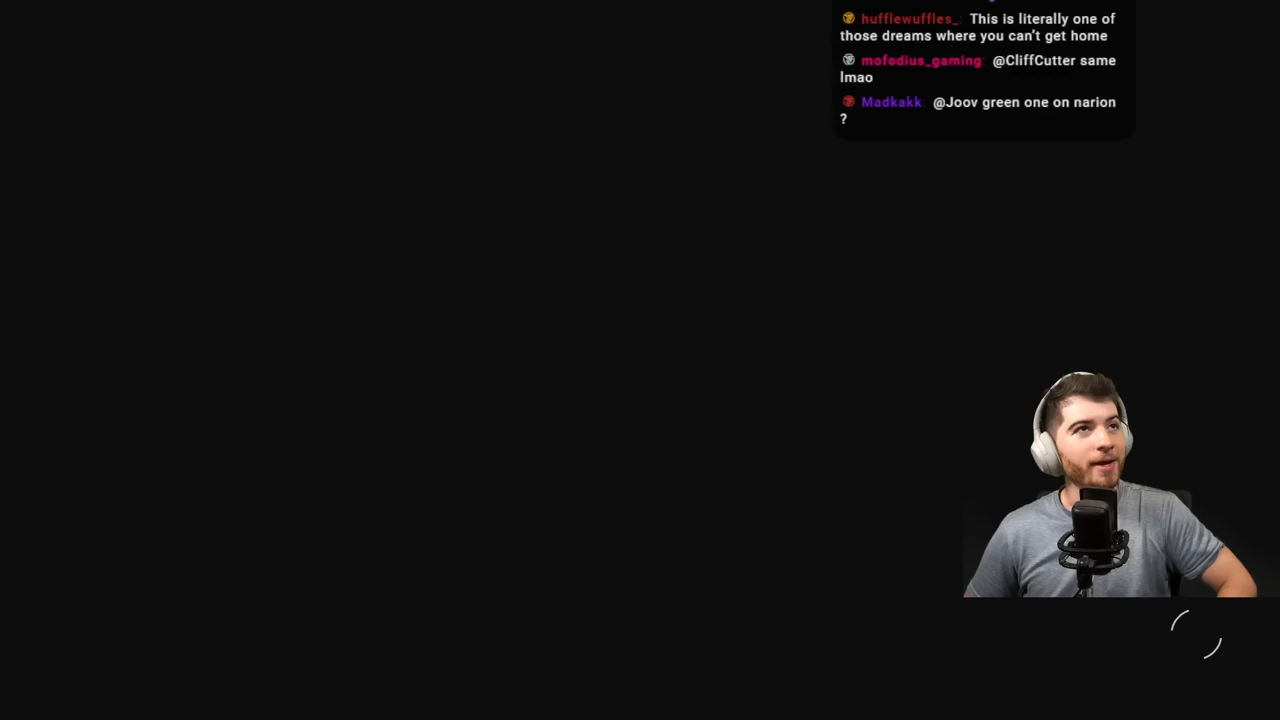 hufflewuffles_: This is literally one of
those dreams where you can't get home
mofodius_gaming: @CliffCutter same
lmao
Madkakk: @Joov green one on narion
?